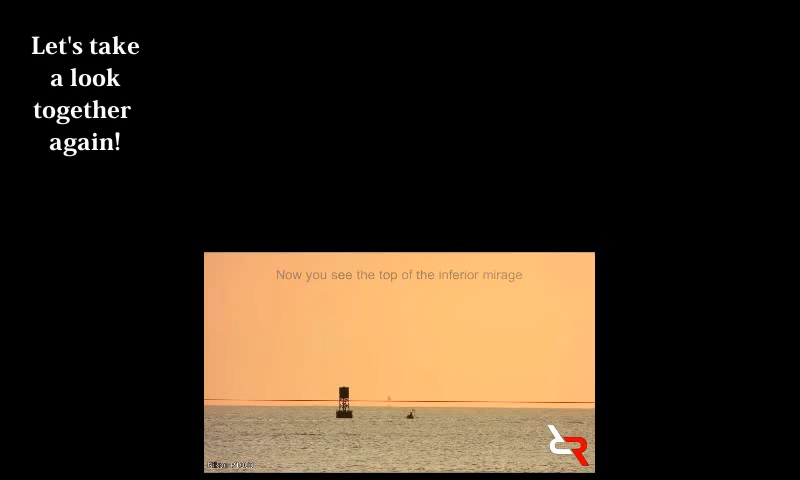 Let's take
a look
together
again!
Now you see the top of the inferior mirage